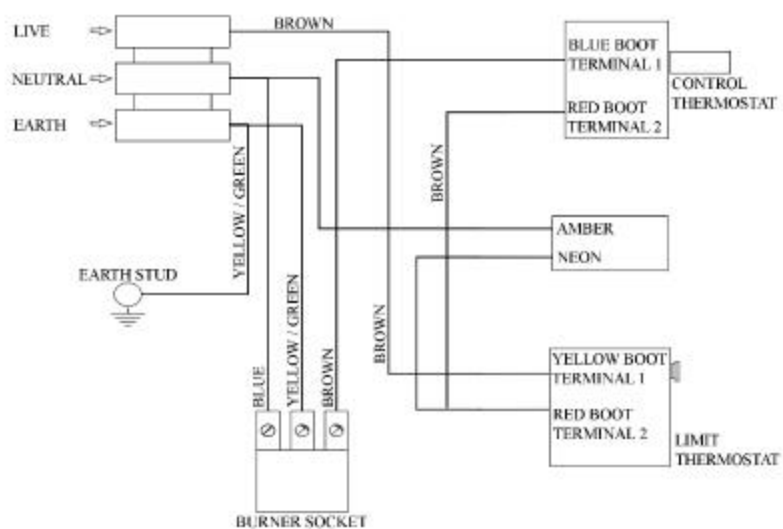 LIVE
BROWN
NEUTRAL
EARTH
BLUE BOOT
TERMINAL 1
RED BOOT
TERMINAL 2
CONTROL
THERMOSTAT
YELLOW / GREEN
BROWN
AMBER
NEON
EARTH STUD
BLUE
YELLOW / GREEN
BROWN
BROWN
YELLOW BOOT
TERMINAL 1
RED BOOT
TERMINAL 2
LIMIT
THERMOSTAT
BURNER SOCKET